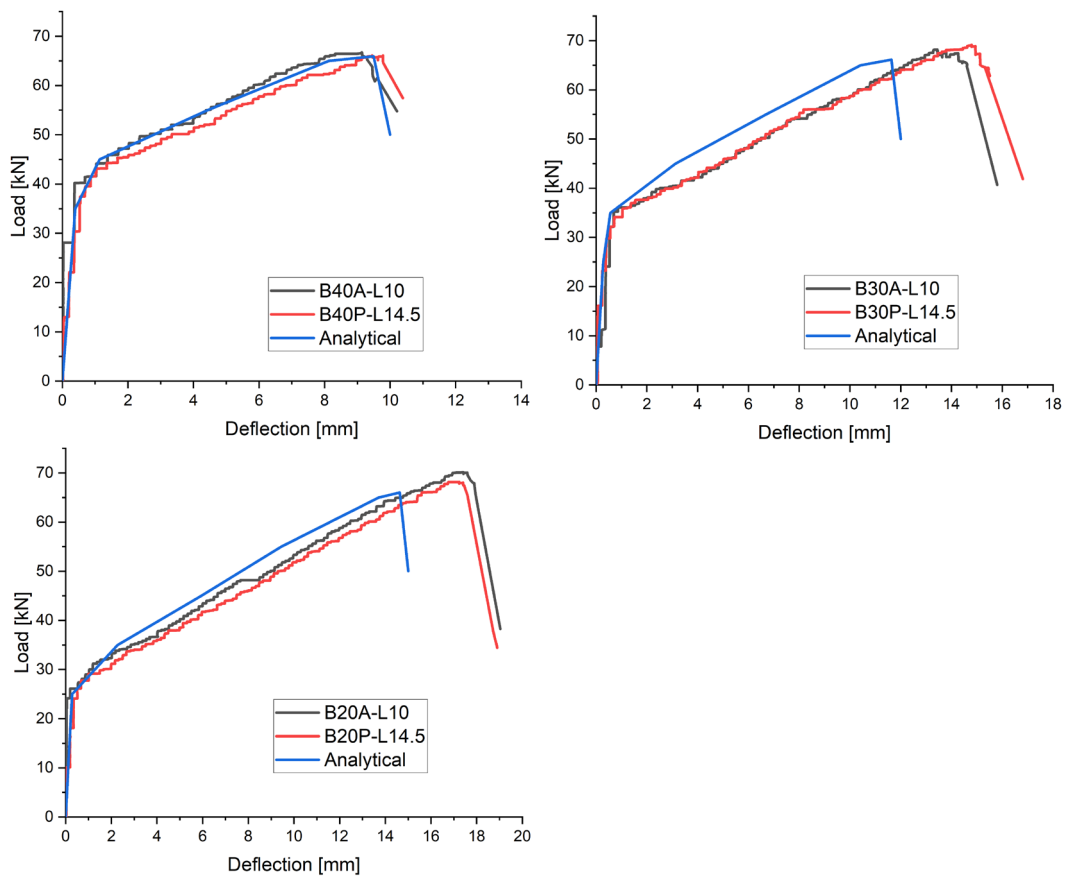 70
60
50
40
30
20
10
0
Load [kN]
B40A-L10
B40P-L14.5
Analytical
0 2 4 6 8 10 12 14
Deflection [mm]
70
60
50
40
30
20
10
0
Load [kN]
B30A-L10
B30P-L14.5
Analytical
0 2 4 6 8 10 12 14 16 18
Deflection [mm]
70
60
50
40
30
20
10
0
Load [kN]
B20A-L10
B20P-L14.5
Analytical
0 2 4 6 8 10 12 14 16 18 20
Deflection [mm]